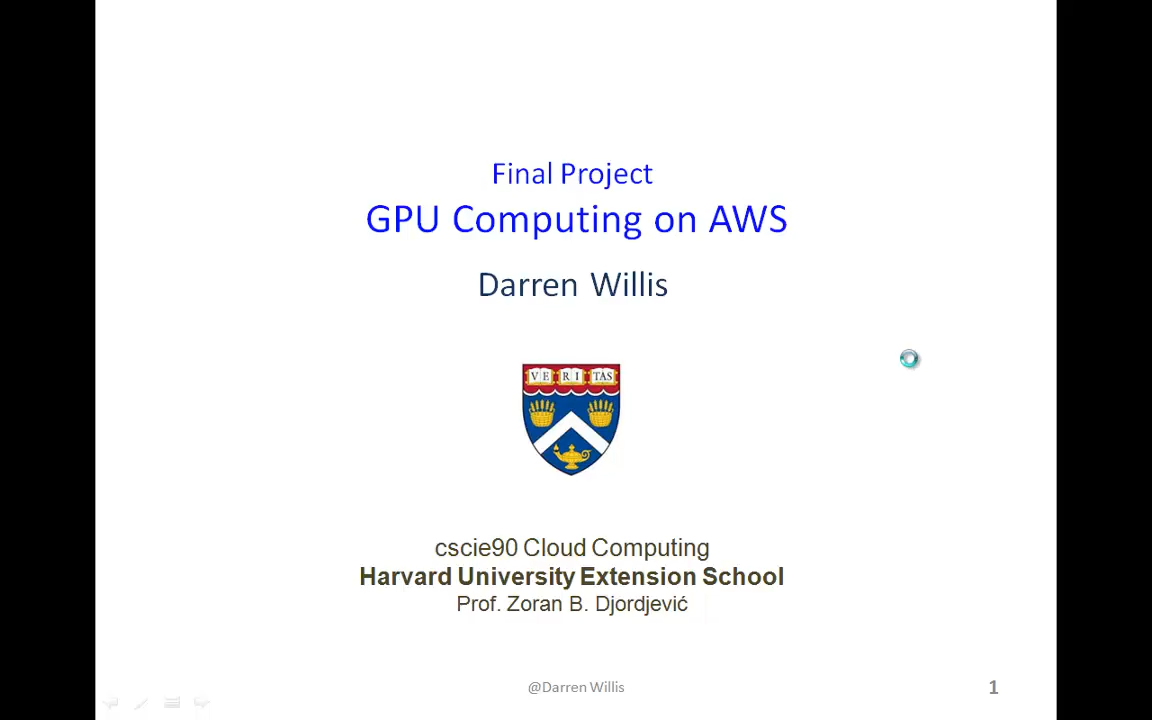 Final Project
GPU Computing on AWS
Darren Willis
VE RI TAS
cscie90 Cloud Computing
Harvard University Extension School
Prof. Zoran B. Djordjević
@Darren Willis
1